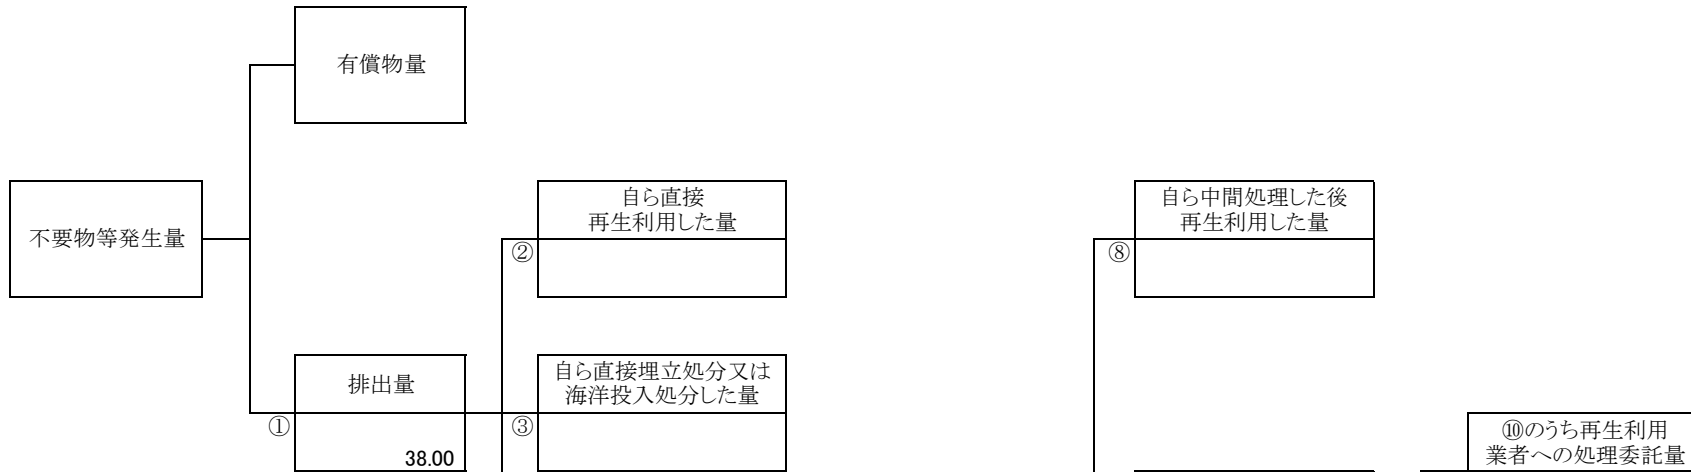 有償物量
不要物等発生量
自ら直接
再生利用した量
②
自ら中間処理した後
再生利用した量
⑧
排出量
①
38.00
自ら直接埋立処分又は
海洋投入処分した量
③
⑩のうち再生利用
業者への処理委託量